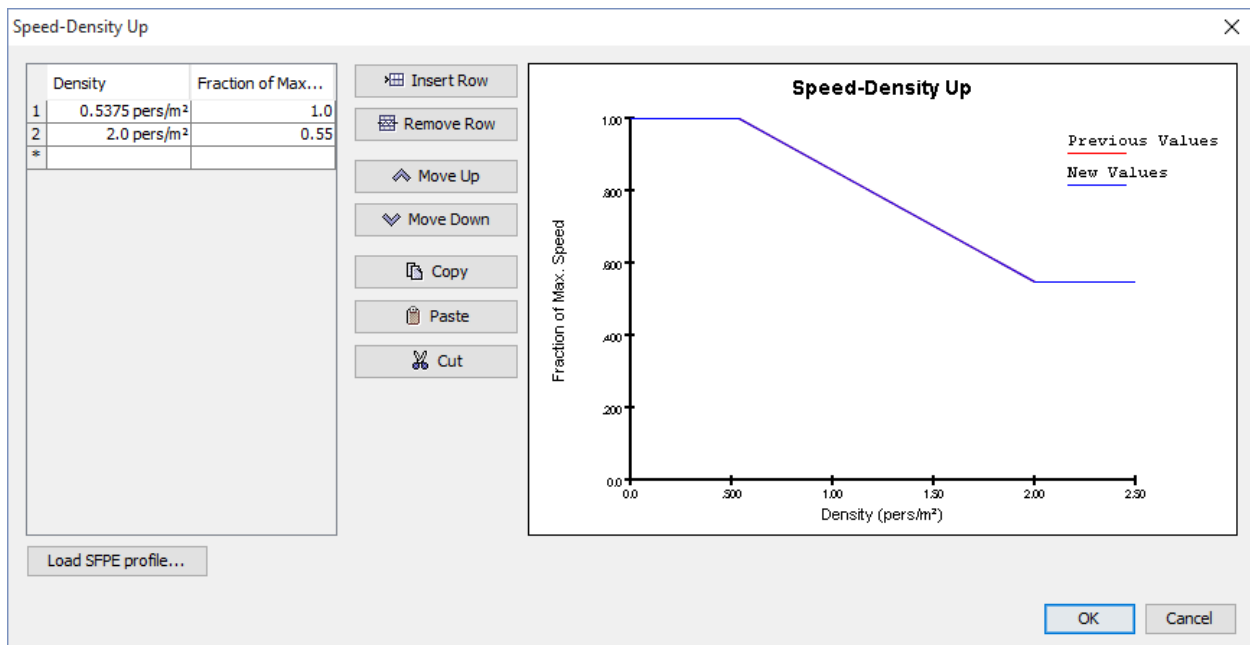 Speed-Density Up
Density Fraction of Max...
1 0.5375 pers/m² 1.0
2 2.0 pers/m² 0.55
*
Insert Row
Remove Row
Move Up
Move Down
Copy
Paste
Cut
Load SFPE profile...
Speed-Density Up
Previous Values
New Values
Fraction of Max. Speed
1.00
.800
.600
.400
.200
0.0
0.0 .500 1.00 1.50 2.00 2.50
Density (pers/m²)
OK Cancel